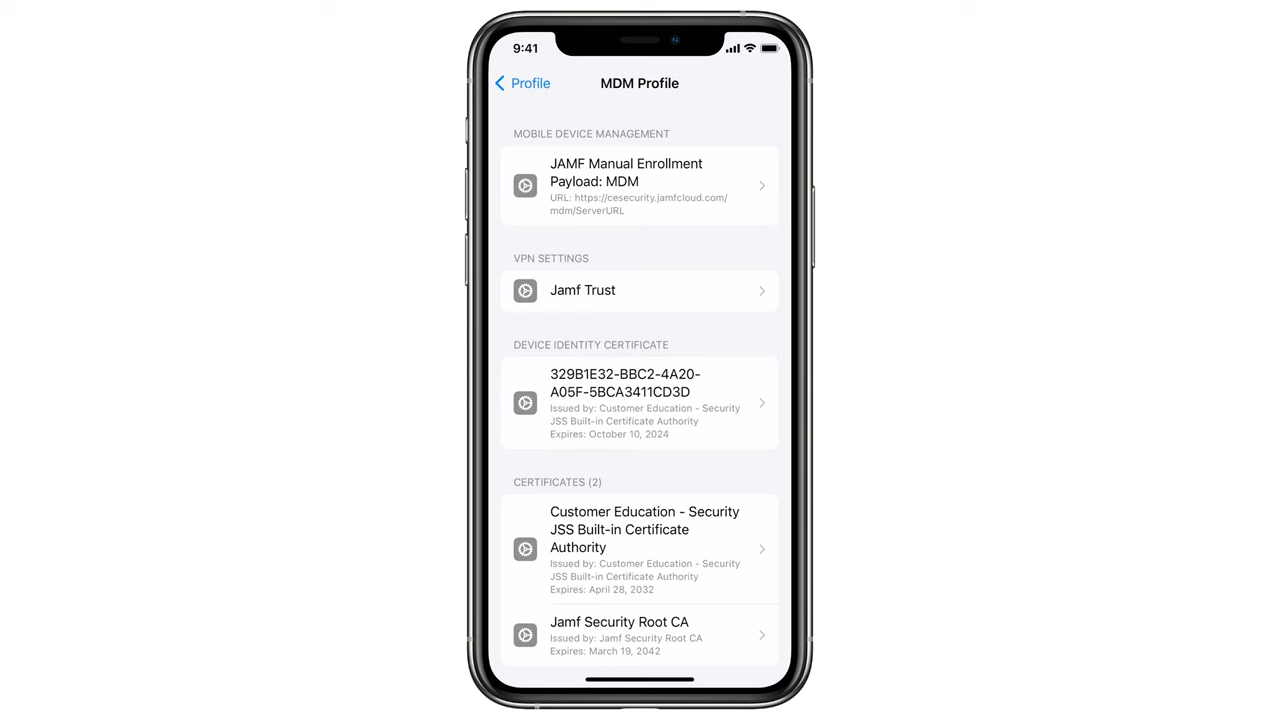 9:41
Profile
MDM Profile
MOBILE DEVICE MANAGEMENT
JAMF Manual Enrollment
Payload: MDM
URL: https://cesecurity.jamfcloud.com/
mdm/ServerURL
VPN SETTINGS
Jamf Trust
DEVICE IDENTITY CERTIFICATE
329B1E32-BBC2-4A20-
A05F-5BCA3411CD3D
Issued by: Customer Education - Security
JSS Built-in Certificate Authority
Expires: October 10, 2024
CERTIFICATES (2)
Customer Education - Security
JSS Built-in Certificate
Authority
Issued by: Customer Education - Security
JSS Built-in Certificate Authority
Expires: April 28, 2032
Jamf Security Root CA
Issued by: Jamf Security Root CA
Expires: March 19, 2042